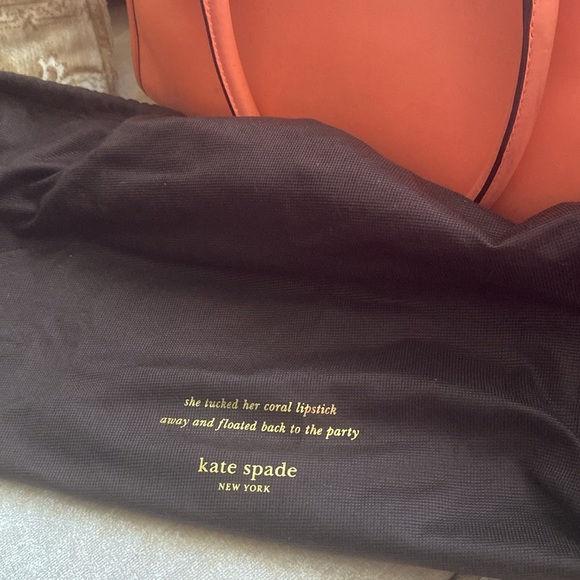 she tucked her coral lipstick
away and floated back to the party
kate spade
NEW YORK